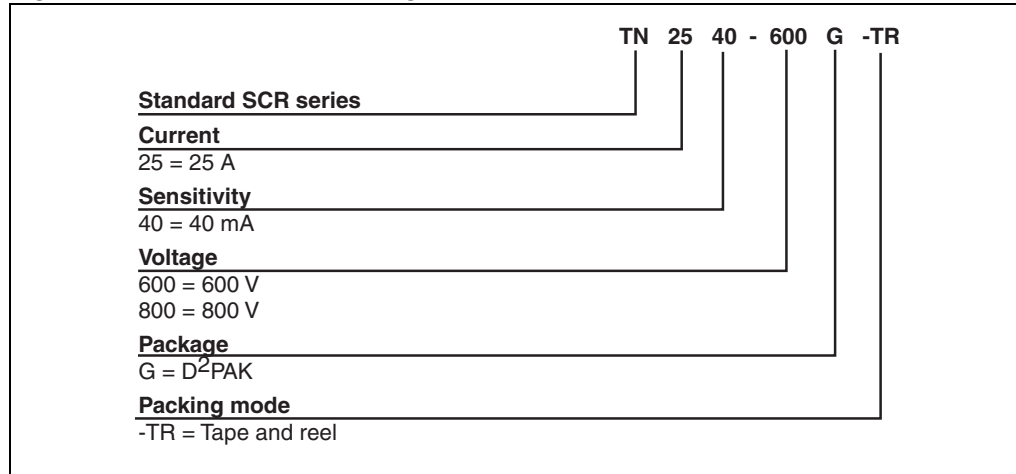 TN 25 40 - 600 G -TR
Standard SCR series
Current
25 = 25 A
Sensitivity
40 = 40 mA
Voltage
600 = 600 V
800 = 800 V
Package
G = D²PAK
Packing mode
-TR = Tape and reel